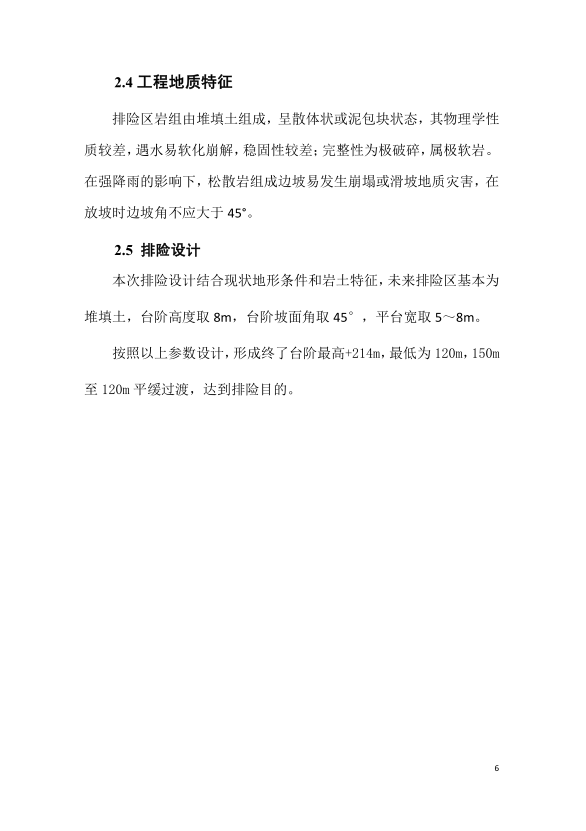 2.4 工程地质特征
排险区岩组由堆填土组成，呈散体状或泥包块状态，其物理学性
质较差，遇水易软化崩解，稳固性较差；完整性为极破碎，属极软岩。
在强降雨的影响下，松散岩组成边坡易发生崩塌或滑坡地质灾害，在
放坡时边坡角不应大于 45°。
2.5 排险设计
本次排险设计结合现状地形条件和岩土特征，未来排险区基本为
堆填土，台阶高度取 8m，台阶坡面角取 45°，平台宽取 5～8m。
按照以上参数设计，形成终了台阶最高+214m，最低为 120m，150m
至 120m 平缓过渡，达到排险目的。
6